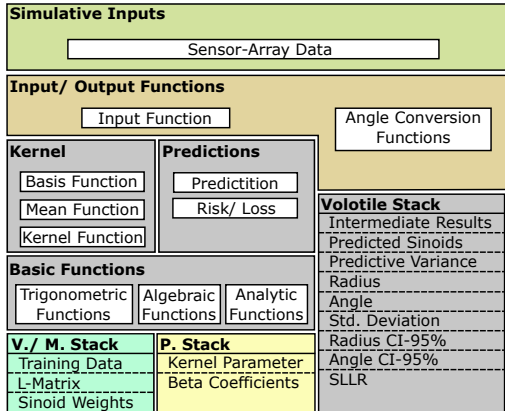 Simulative Inputs
Sensor-Array Data
Input/ Output Functions
Input Function
Angle Conversion
Functions
Kernel
Basis Function
Mean Function
Kernel Function
Predictions
Predictition
Risk/ Loss
Basic Functions
Trigonometric
Functions
Algebraic
Functions
Analytic
Functions
Volotile Stack
Intermediate Results
Predicted Sinoids
Predictive Variance
Radius
Angle
Std. Deviation
Radius CI-95%
Angle CI-95%
SLLR
V./ M. Stack
Training Data
L-Matrix
Sinoid Weights
P. Stack
Kernel Parameter
Beta Coefficients